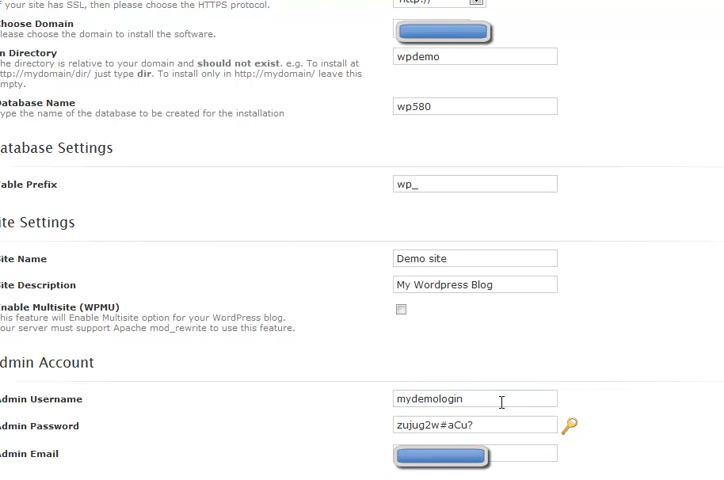 f your site has SSL, then please choose the HTTPS protocol.
http://
Choose Domain
lease choose the domain to install the software.
n Directory
he directory is relative to your domain and should not exist. e.g. To install at
ttp://mydomain/dir/ just type dir. To install only in http://mydomain/ leave this
mpty.
wpdemo
atabase Name
ype the name of the database to be created for the installation
wp580
atabase Settings
able Prefix
wp_
ite Settings
ite Name
Demo site
ite Description
My Wordpress Blog
nable Multisite (WPMU)
his feature will Enable Multisite option for your WordPress blog.
our server must support Apache mod_rewrite to use this feature.
dmin Account
dmin Username
mydemologin
dmin Password
zujug2w#aCu?
dmin Email